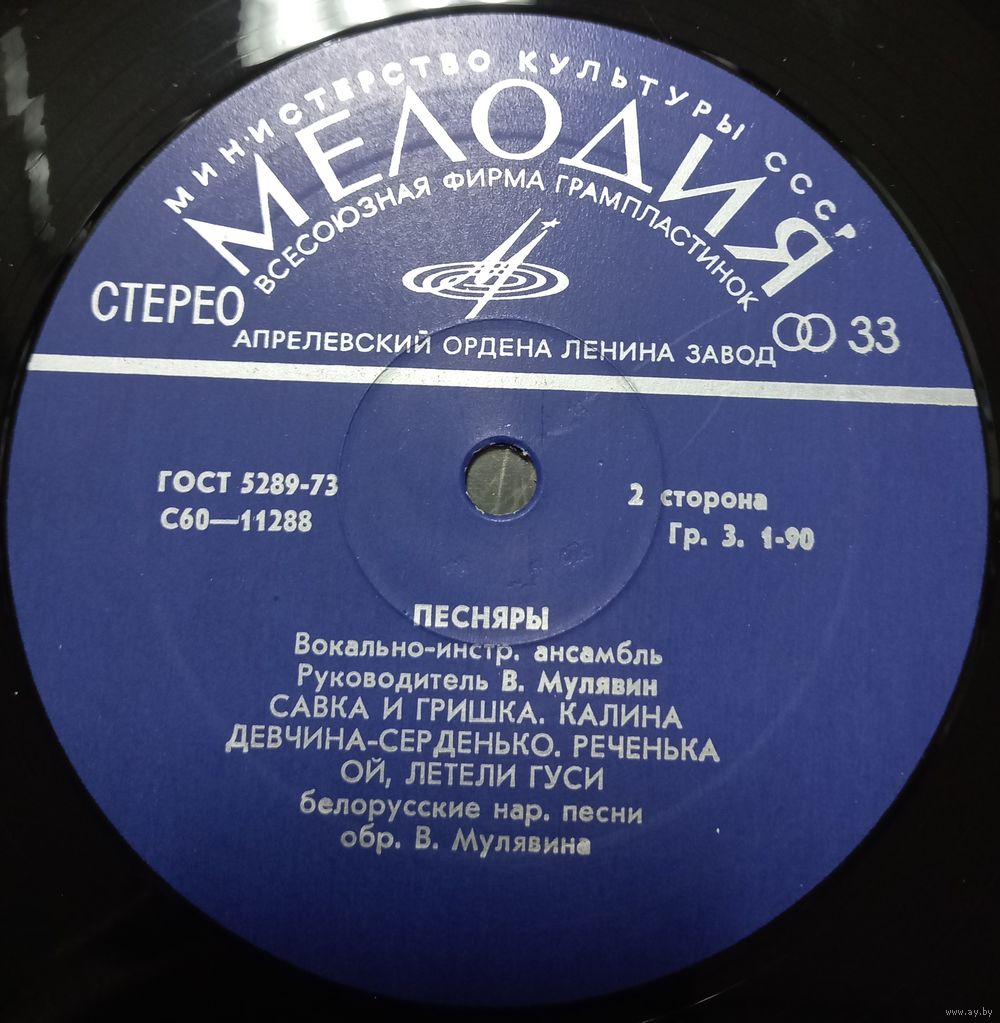 МИНИСТЕРСТВО КУЛЬТУРЫ СССР
МЕЛОДИЯ
ВСЕСОЮЗНАЯ ФИРМА ГРАМПЛАСТИНОК
СТЕРЕО
33
АПРЕЛЕВСКИЙ ОРДЕНА ЛЕНИНА ЗАВОД
ГОСТ 5289-73
С60—11288
2 сторона
Гр. 3. 1-90
ПЕСНЯРЫ
Вокально-инстр. ансамбль
Руководитель В. Мулявин
САВКА И ГРИШКА. КАЛИНА
ДЕВЧИНА-СЕРДЕНЬКО. РЕЧЕНЬКА
ОЙ, ЛЕТЕЛИ ГУСИ
белорусские нар. песни
обр. В. Мулявина
www.ay.by